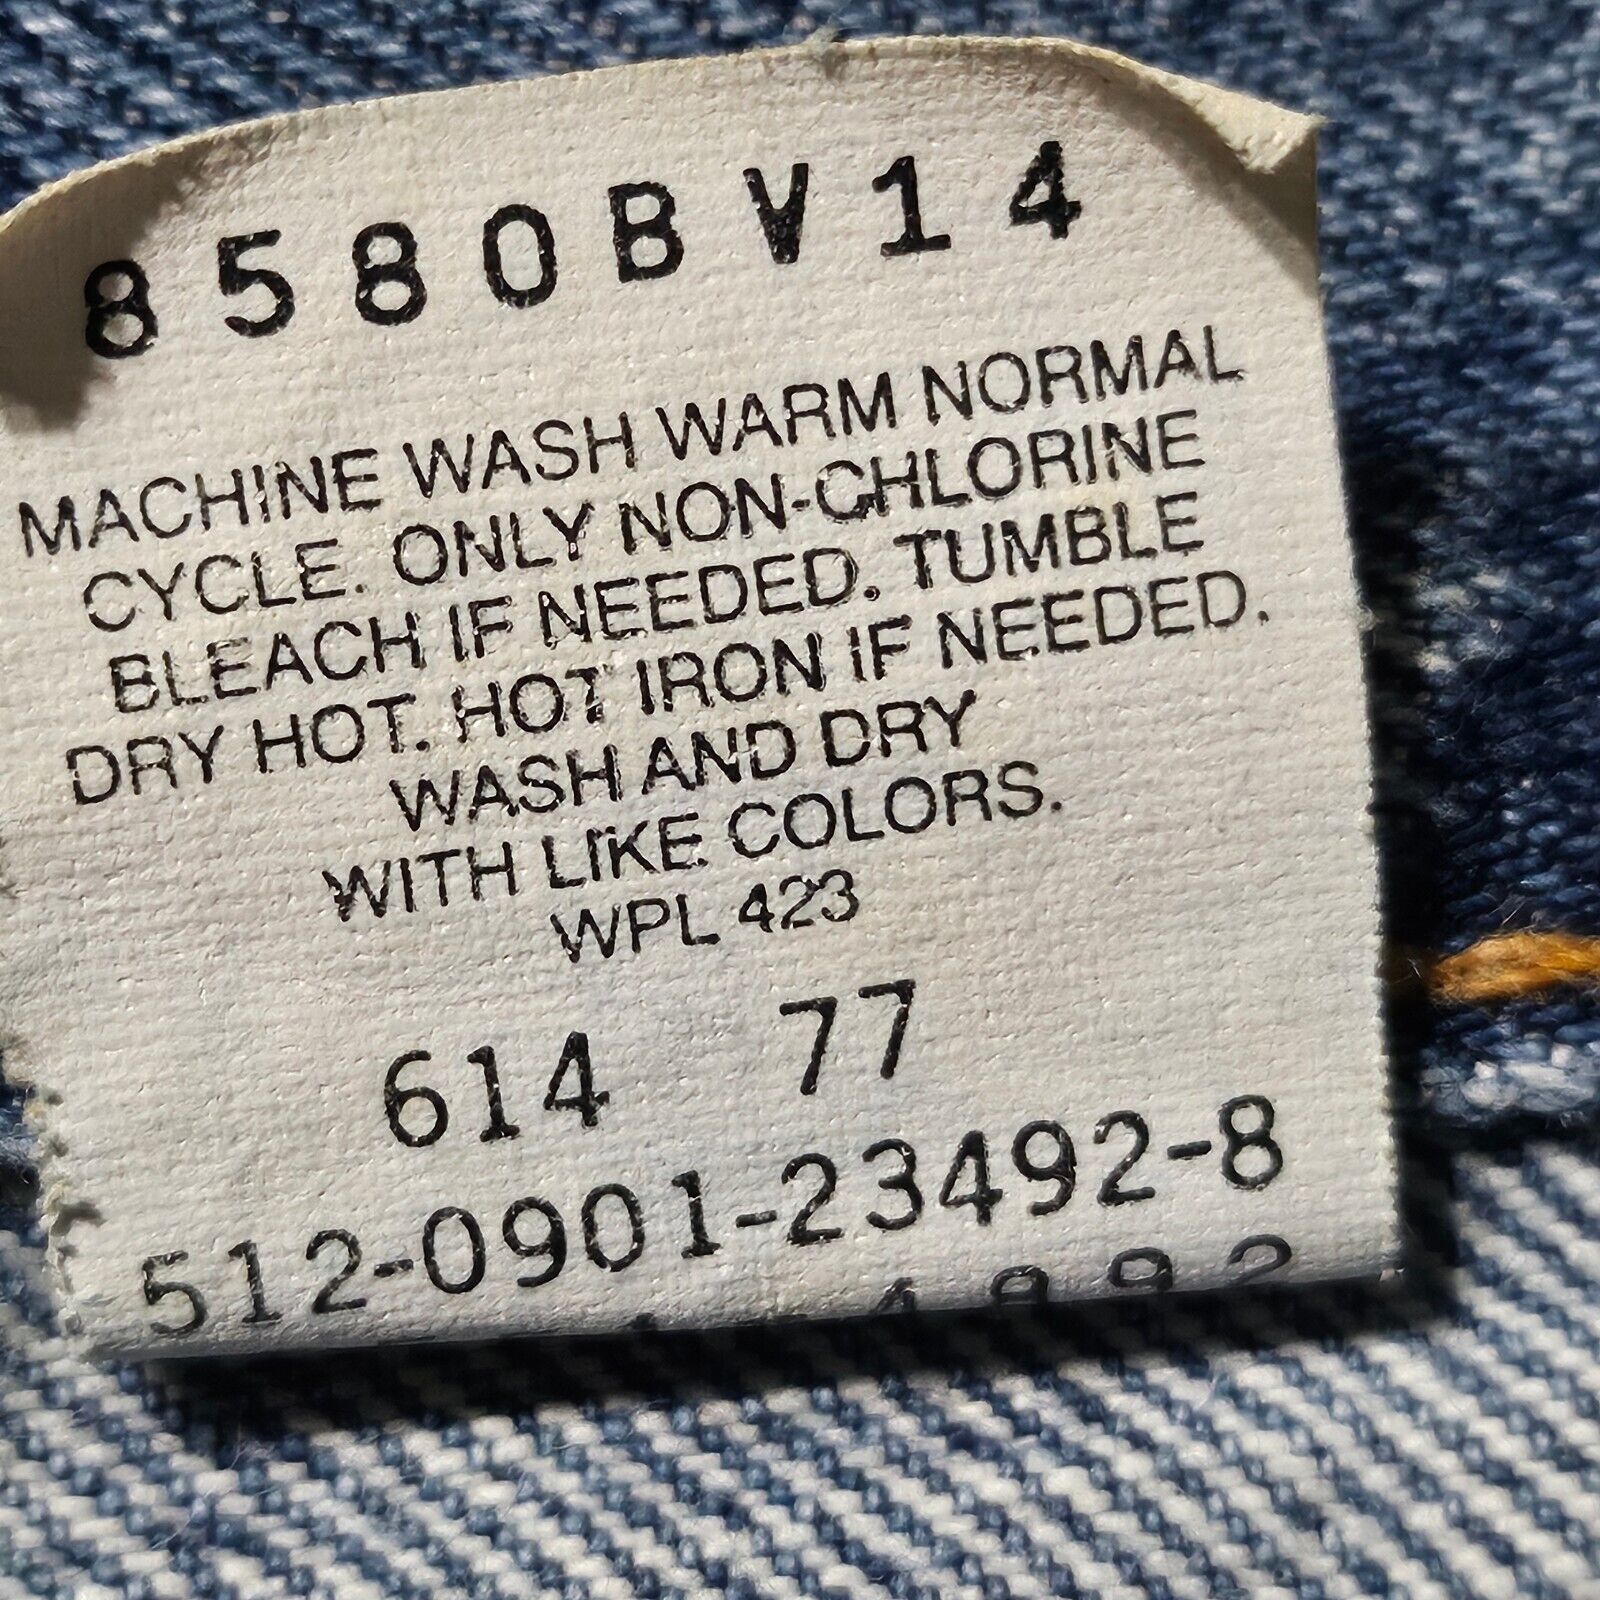 8580BV14
MACHINE WASH WARM NORMAL
CYCLE. ONLY NON-CHLORINE
BLEACH IF NEEDED. TUMBLE
DRY HOT. HOT IRON IF NEEDED.
WASH AND DRY
WITH LIKE COLORS.
WPL 423
614 77
512-0901-23492-8